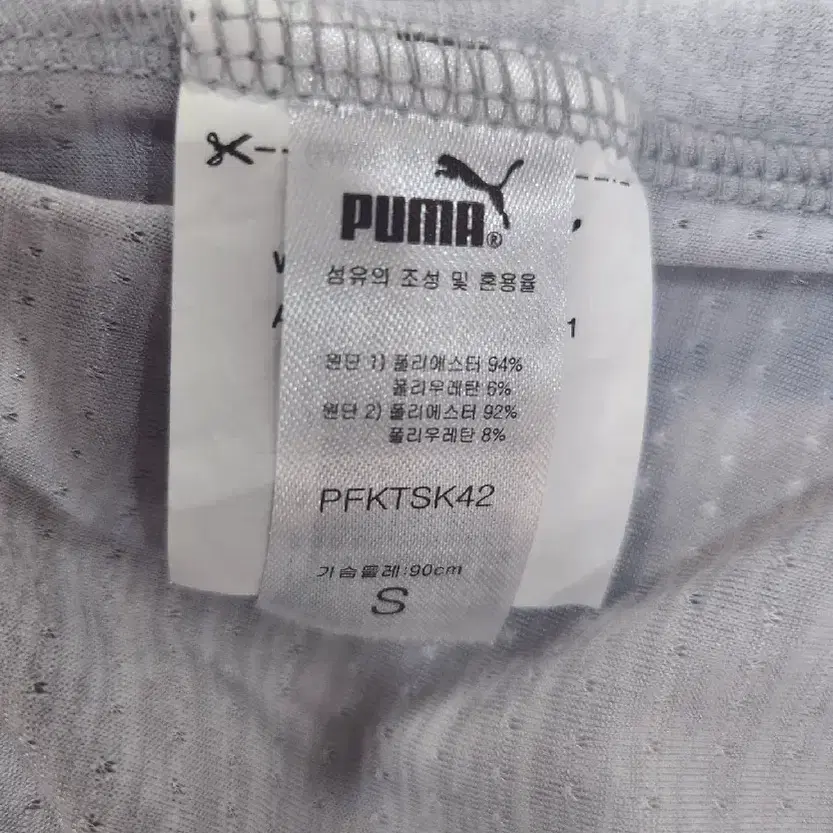 PUMA®
섬유의 조성 및 혼용율
원단 1) 폴리에스터 94%
폴리우레탄 6%
원단 2) 폴리에스터 92%
폴리우레탄 8%
PFKTSK42
가슴둘레:90cm
S